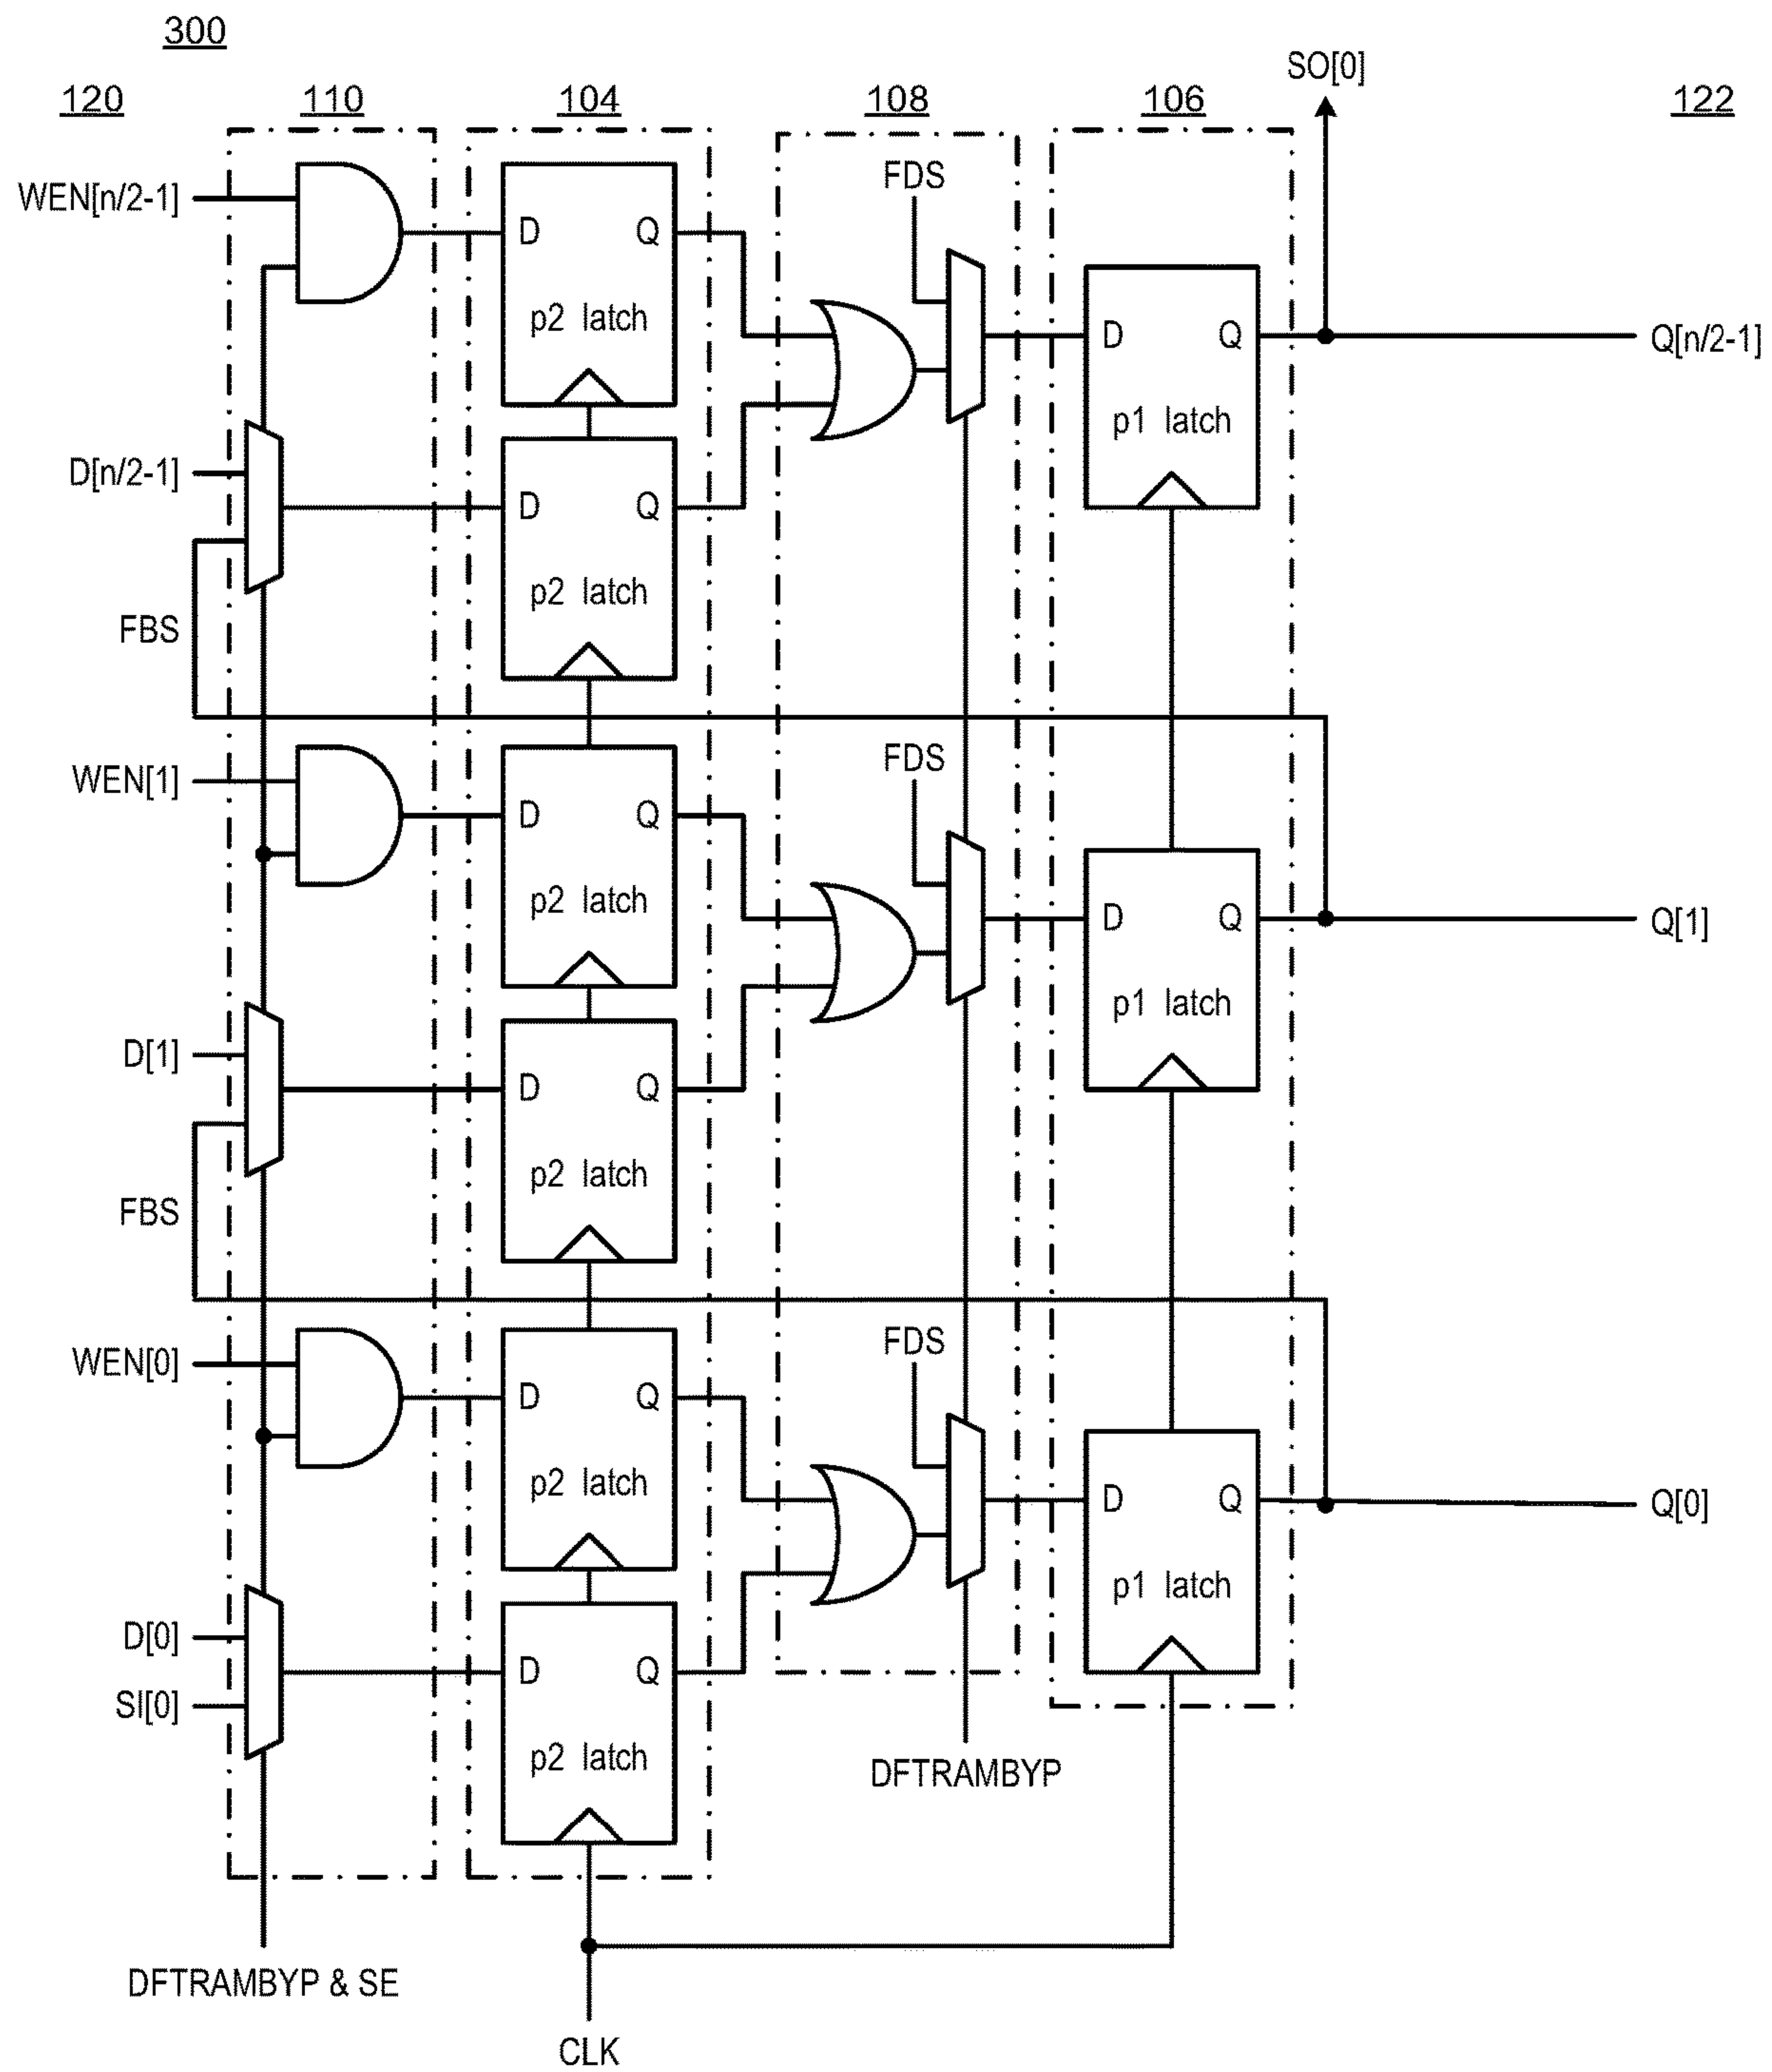 300
SO[0]
120 110 104 108 106 122
WEN[n/2-1]
FDS
D Q
p2 latch
D Q
Q[n/2-1]
p1 latch
D[n/2-1]
D Q
p2 latch
FBS
WEN[1]
FDS
D Q
p2 latch
D Q
Q[1]
p1 latch
D[1]
D Q
p2 latch
FBS
WEN[0]
FDS
D Q
p2 latch
D Q
Q[0]
p1 latch
D[0]
SI[0]
D Q
p2 latch
DFTRAMBYP
DFTRAMBYP & SE
CLK